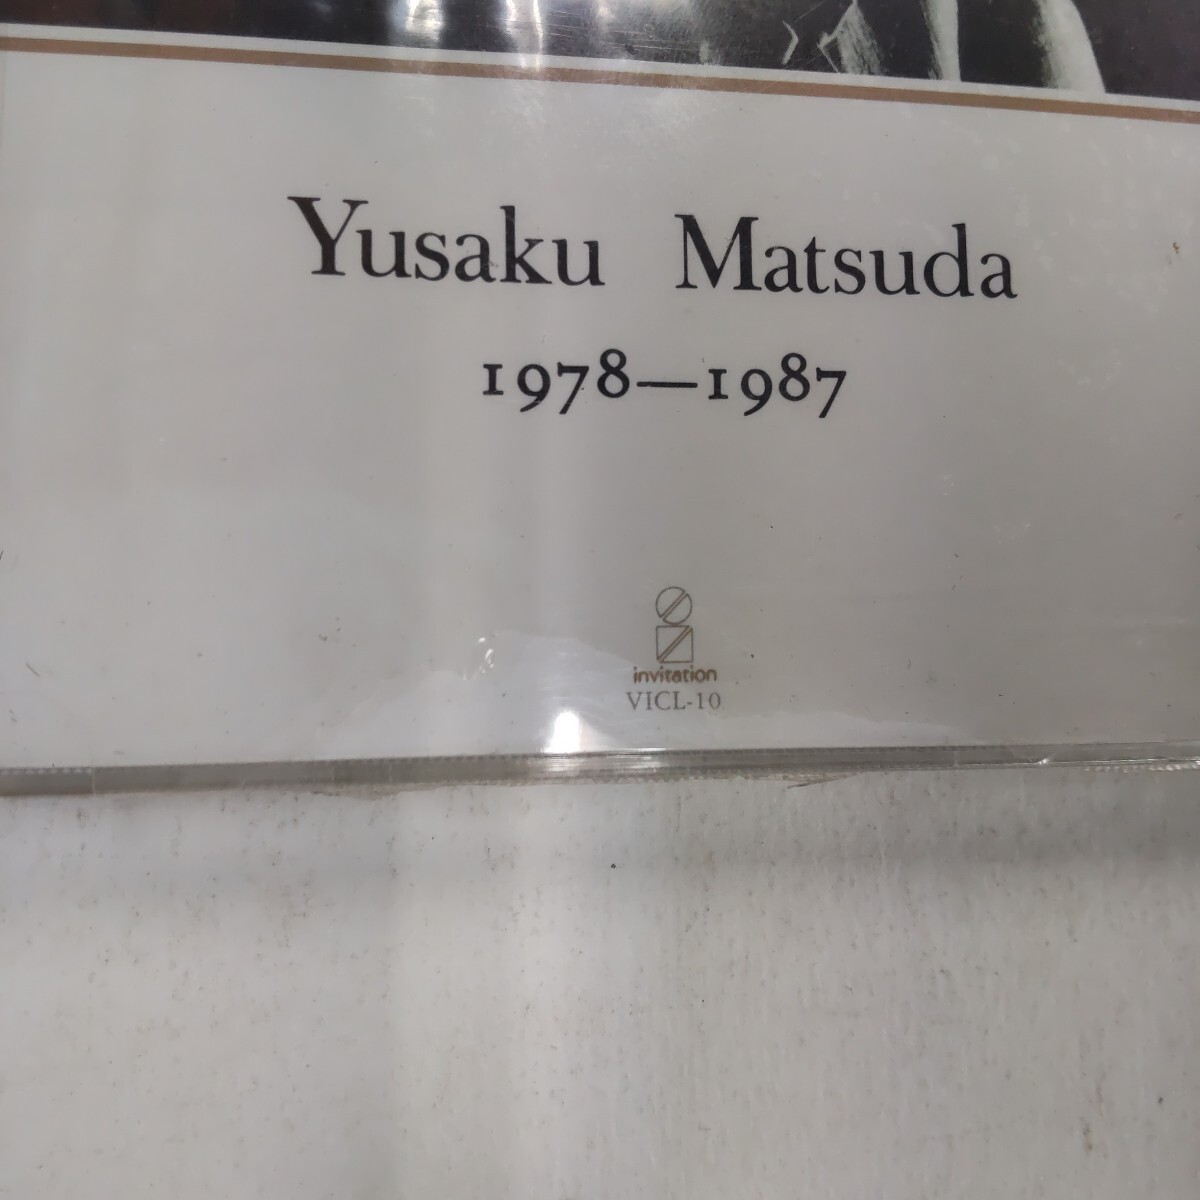 Yusaku Matsuda
1978—1987
invitation
VICL-10